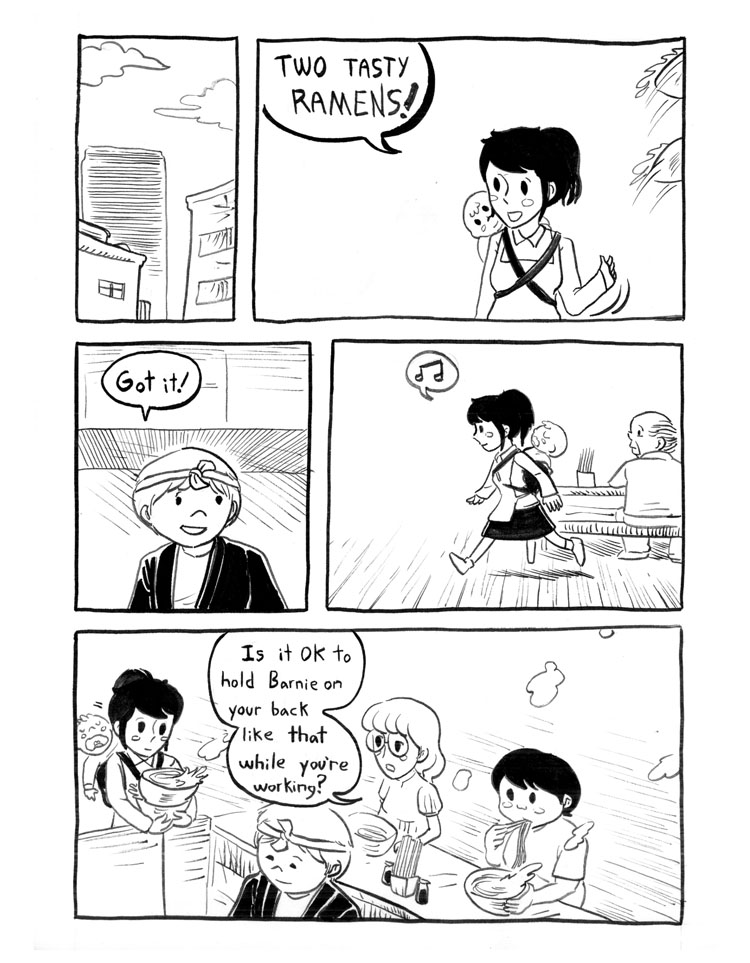 TWO TASTY
RAMENS!
Got it!
Is it OK to
hold Barnie on
your back
like that
while you're
working?